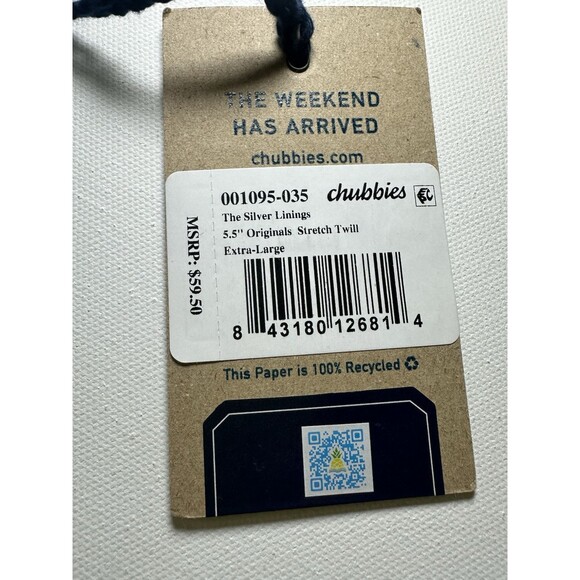 THE WEEKEND
HAS ARRIVED
chubbies.com
001095-035 chubbies
The Silver Linings
5.5" Originals Stretch Twill
Extra-Large
MSRP: $59.50
8 43180 12681 4
This Paper is 100% Recycled